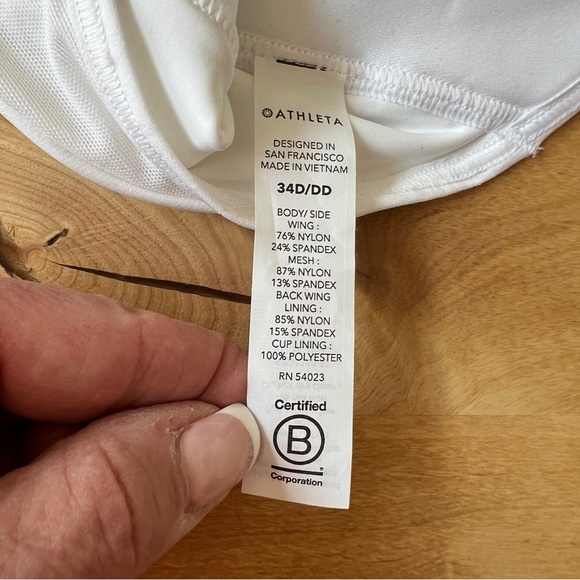 ATHLETA
DESIGNED IN
SAN FRANCISCO
MADE IN VIETNAM
34D/DD
BODY/ SIDE
WING :
76% NYLON
24% SPANDEX
MESH :
87% NYLON
13% SPANDEX
BACK WING
LINING :
85% NYLON
15% SPANDEX
CUP LINING :
100% POLYESTER
RN 54023
Certified
B
Corporation